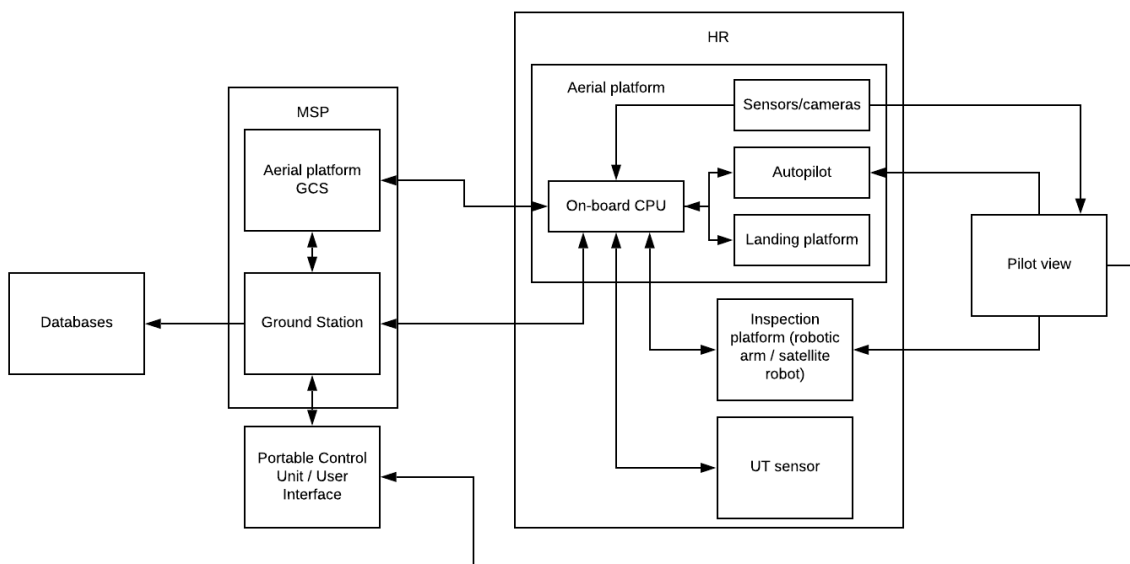 HR
Aerial platform
Sensors/cameras
MSP
Aerial platform
GCS
Autopilot
On-board CPU
Landing platform
Pilot view
Databases
Ground Station
Inspection
platform (robotic
arm / satellite
robot)
Portable Control
Unit / User
Interface
UT sensor